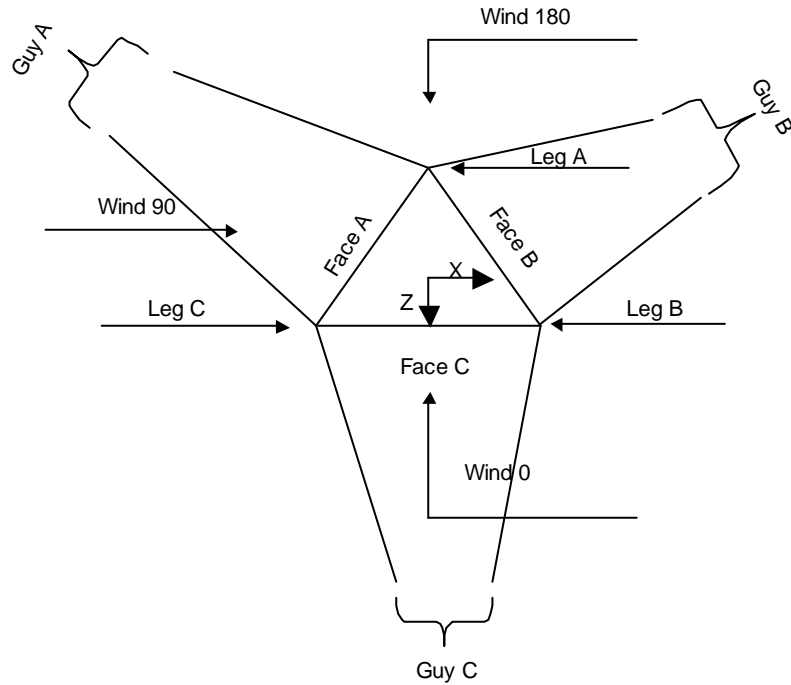 Wind 180
Guy A
Guy B
Leg A
Wind 90
Face A
Face B
X
Z
Leg C
Leg B
Face C
Wind 0
Guy C